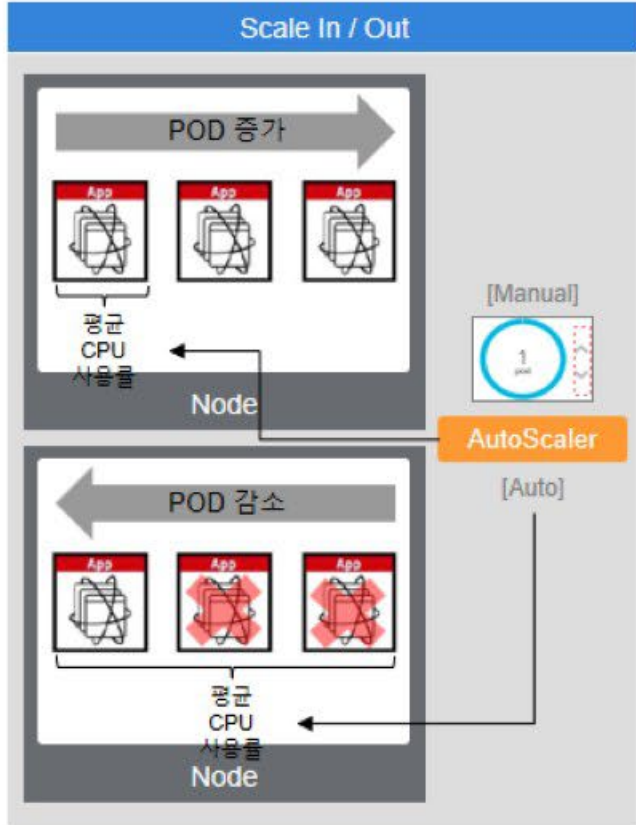 Scale In / Out
POD 증가
App
App
App
평균
CPU
사용률
Node
[Manual]
1
pod
AutoScaler
[Auto]
POD 감소
App
App
App
평균
CPU
사용률
Node